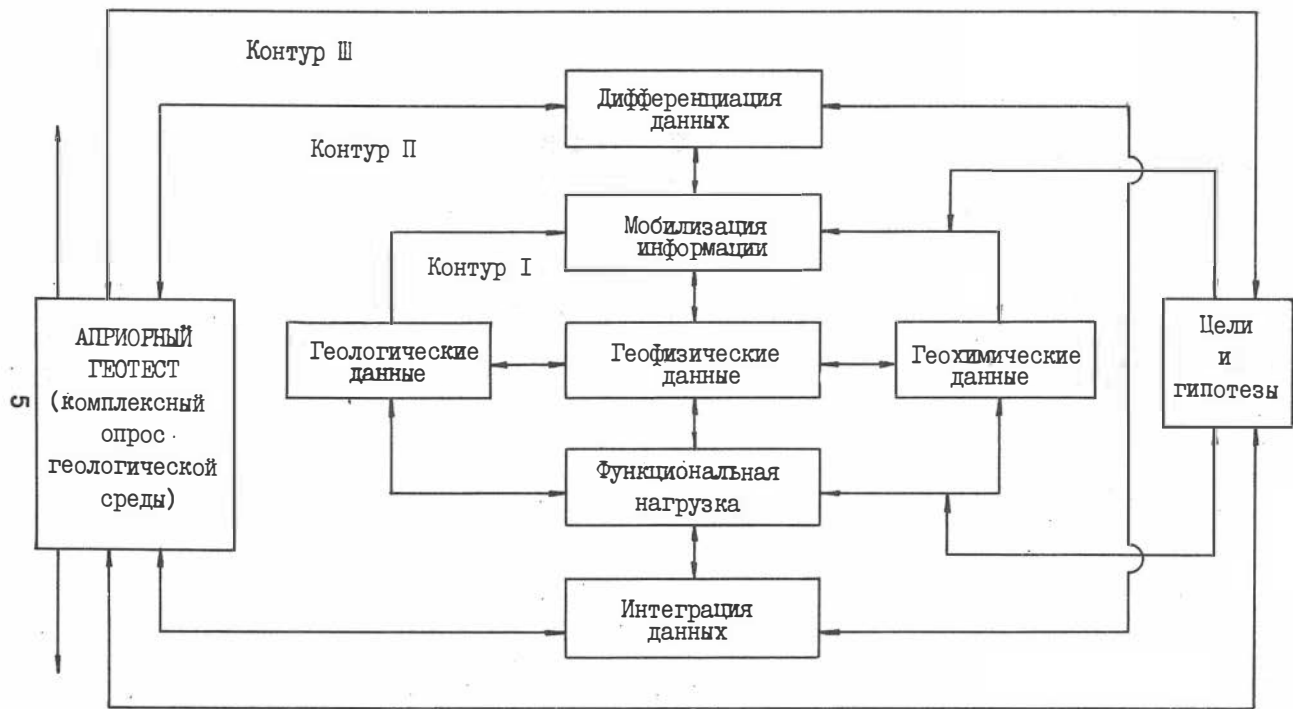 Контур Ш
Дифференциация
данных
Контур П
Мобилизация
информации
Контур I
АПРИОРНЫЙ
ГЕОТЕСТ
(комплексный
опрос
геологической
среды)
Геологические
данные
Геофизические
данные
Геохимические
данные
Цели
и
гипотезы
Функциональная
нагрузка
Интеграция
данных
5